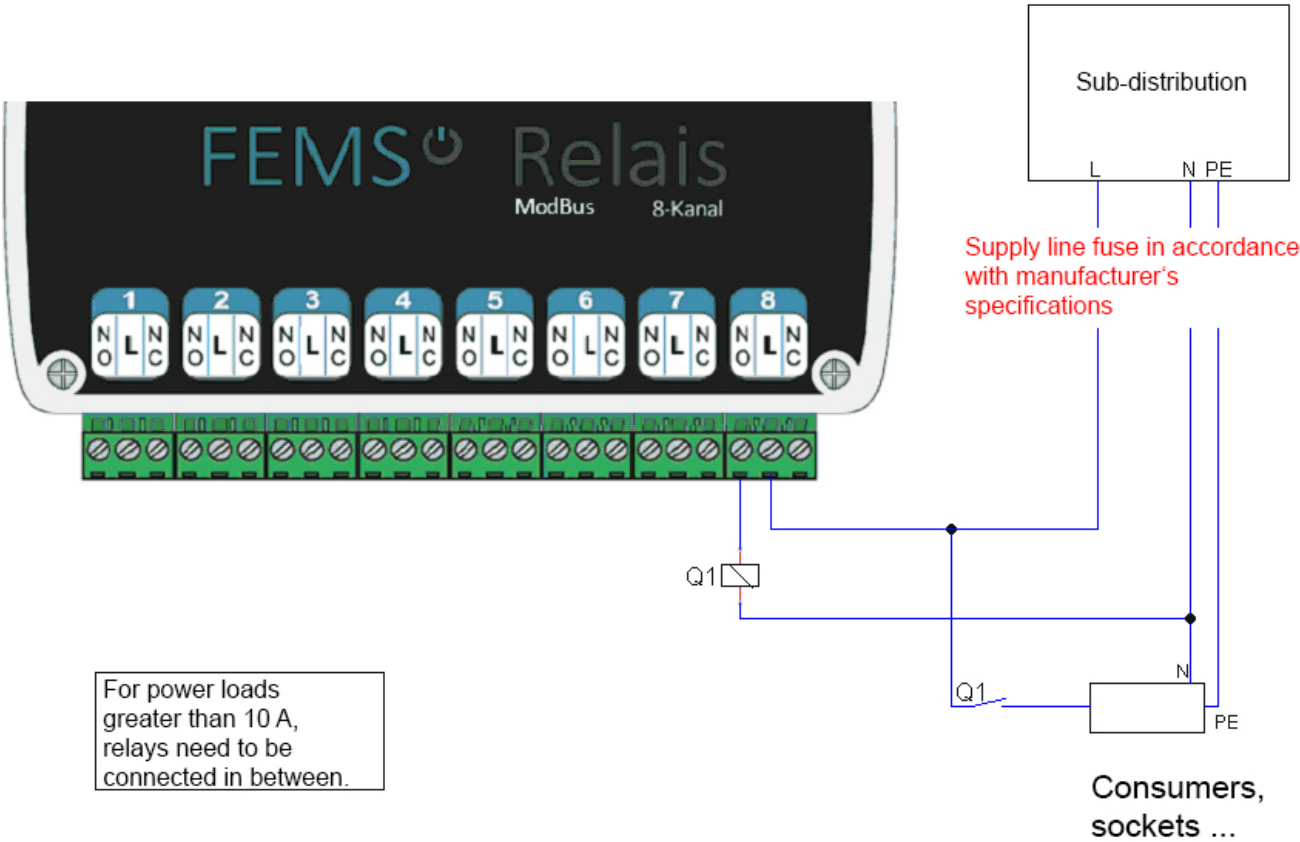 Sub-distribution
L N PE
FEMS Relais
ModBus 8-Kanal
Supply line fuse in accordance
with manufacturer's
specifications
1 2 3 4 5 6 7 8
NO L NC NO L NC NO L NC NO L NC NO L NC NO L NC NO L NC NO L NC
Q1
N
Q1
PE
For power loads
greater than 10 A,
relays need to be
connected in between.
Consumers,
sockets ...